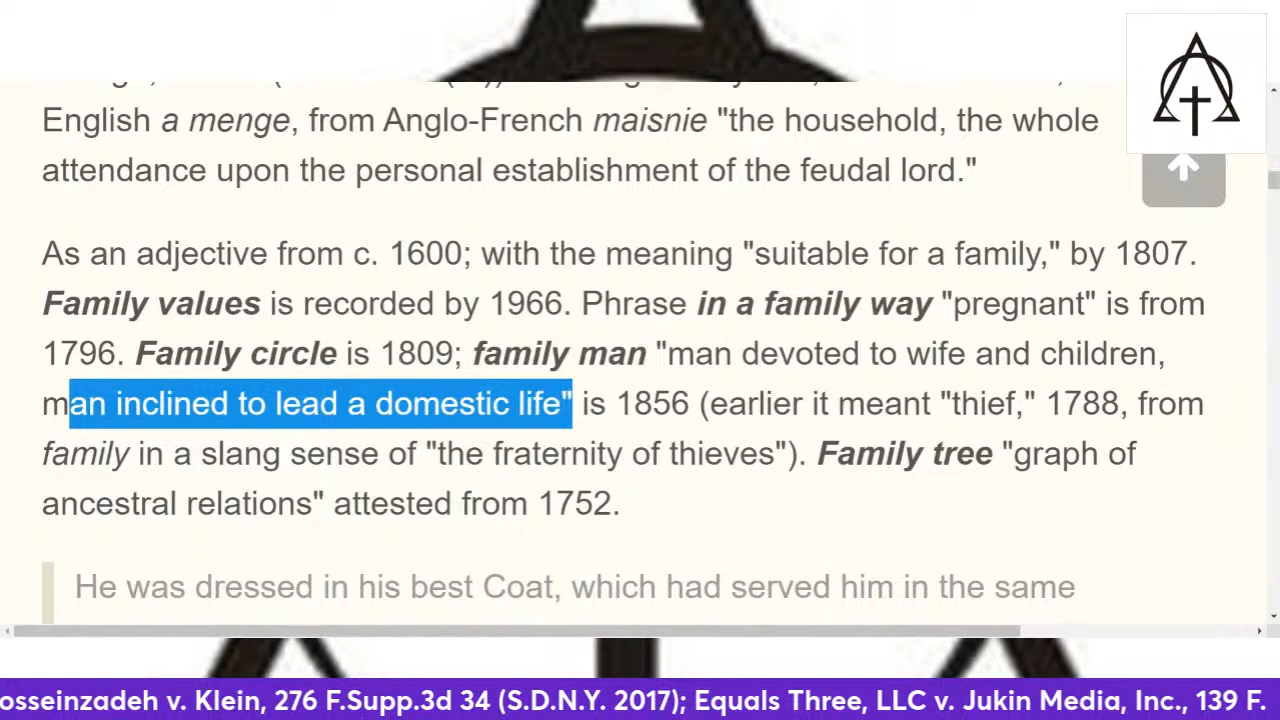 English a menge, from Anglo-French maisnie "the household, the whole
attendance upon the personal establishment of the feudal lord."
As an adjective from c. 1600; with the meaning "suitable for a family," by 1807.
Family values is recorded by 1966. Phrase in a family way "pregnant" is from
1796. Family circle is 1809; family man "man devoted to wife and children,
man inclined to lead a domestic life" is 1856 (earlier it meant "thief," 1788, from
family in a slang sense of "the fraternity of thieves"). Family tree "graph of
ancestral relations" attested from 1752.
He was dressed in his best Coat, which had served him in the same
osseinzadeh v. Klein, 276 F.Supp.3d 34 (S.D.N.Y. 2017); Equals Three, LLC v. Jukin Media, Inc., 139 F.